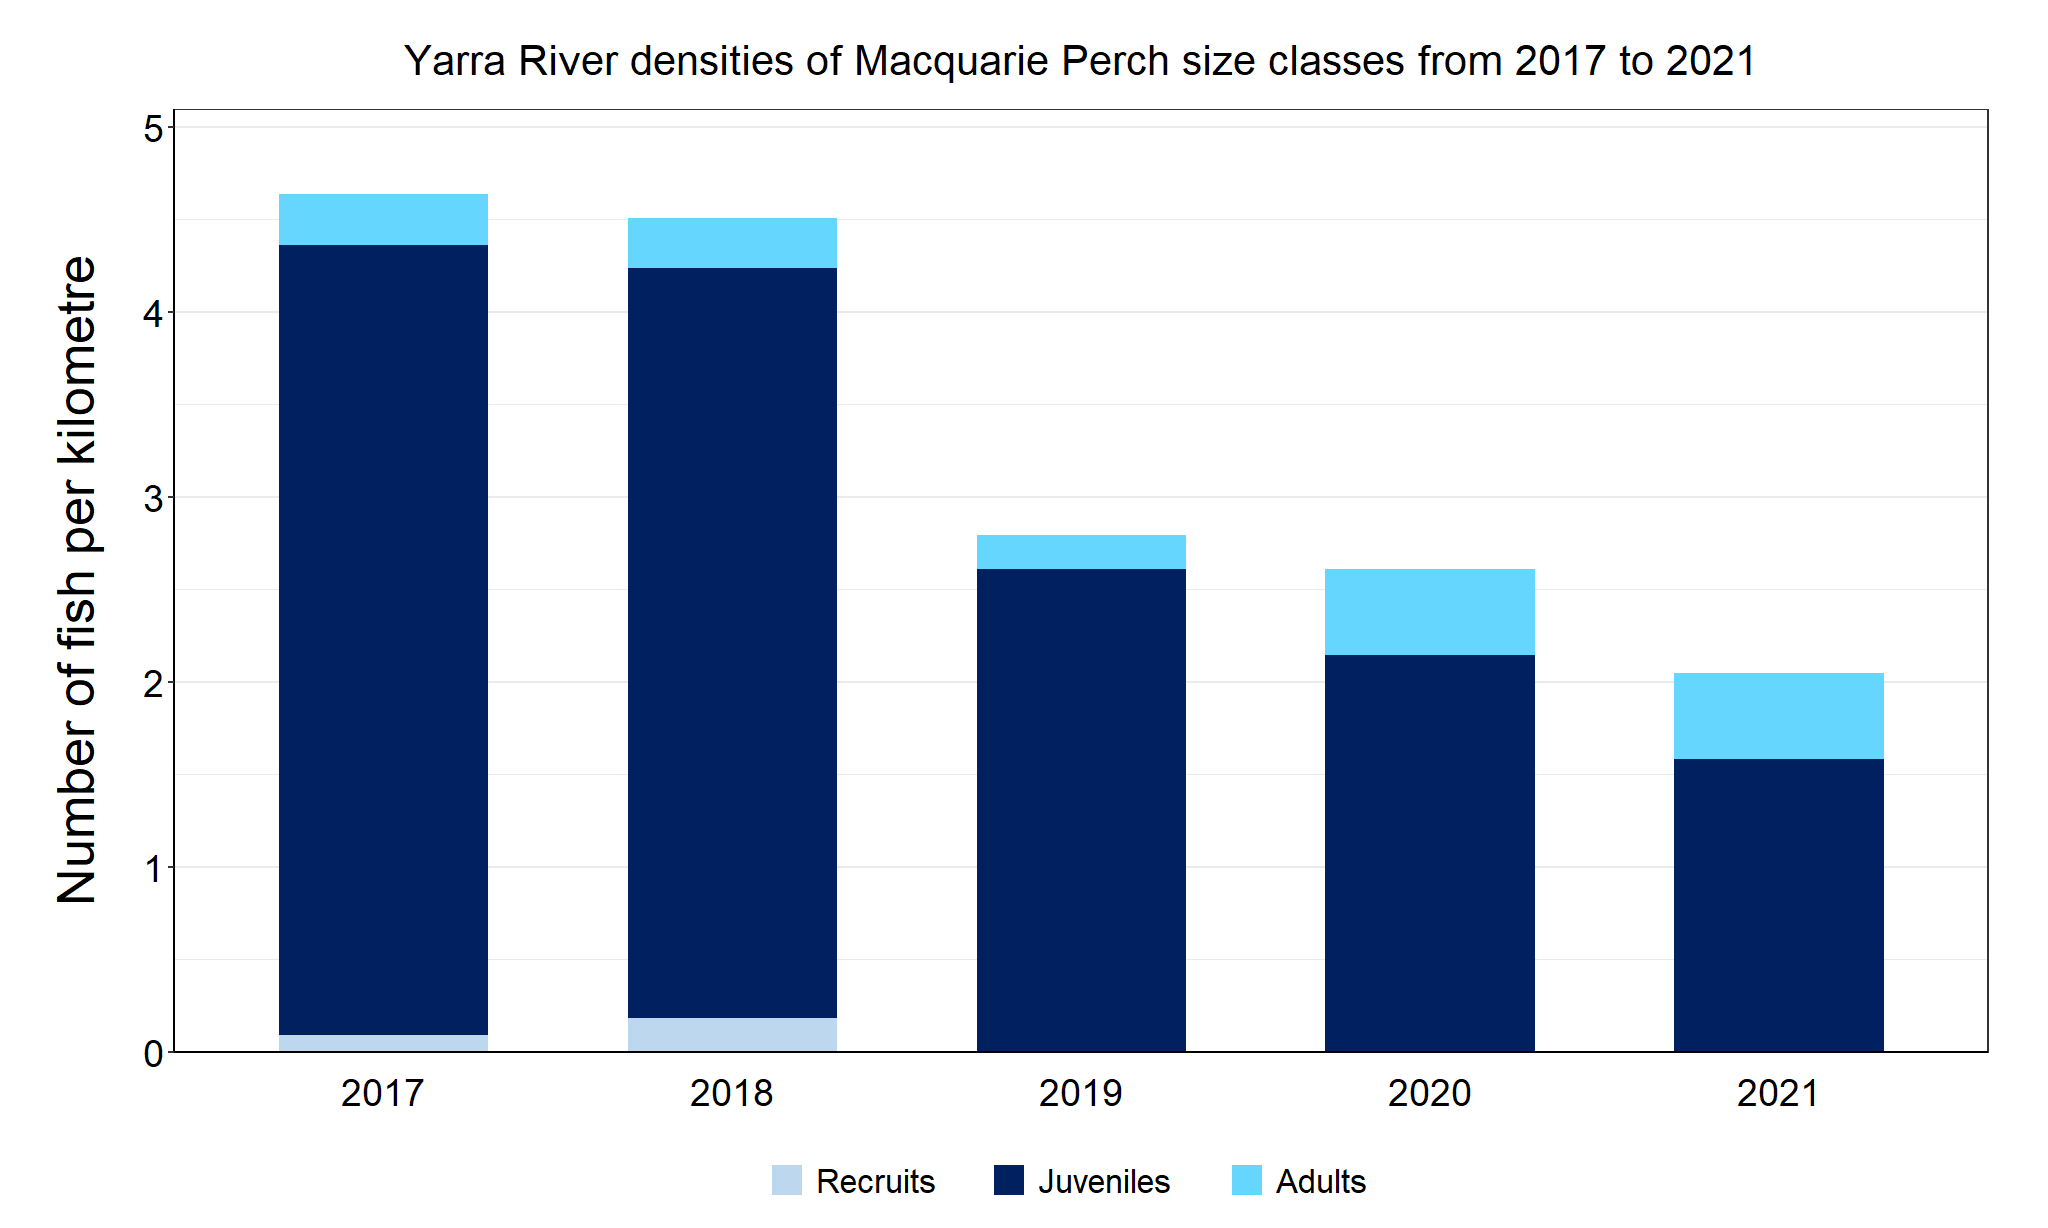 Yarra River densities of Macquarie Perch size classes from 2017 to 2021
Number of fish per kilometre
5
4
3
2
1
0
2017 2018 2019 2020 2021
Recruits Juveniles Adults